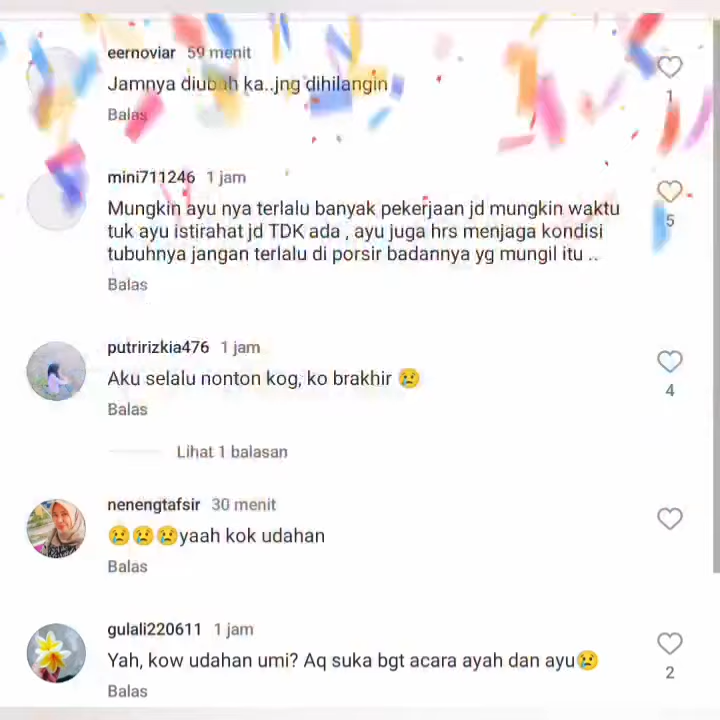 eernoviar 59 menit
Jamnya diubah ka..jng dihilangin
1
Balas
mini711246 1 jam
Mungkin ayu nya terlalu banyak pekerjaan jd mungkin waktu
5
tuk ayu istirahat jd TDK ada , ayu juga hrs menjaga kondisi
tubuhnya jangan terlalu di porsir badannya yg mungil itu ..
Balas
putririzkia476 1 jam
Aku selalu nonton kog, ko brakhir 😢
4
Balas
Lihat 1 balasan
nenengtafsir 30 menit
😢😢😢yaah kok udahan
Balas
gulali220611 1 jam
Yah, kow udahan umi? Aq suka bgt acara ayah dan ayu😢
2
Balas